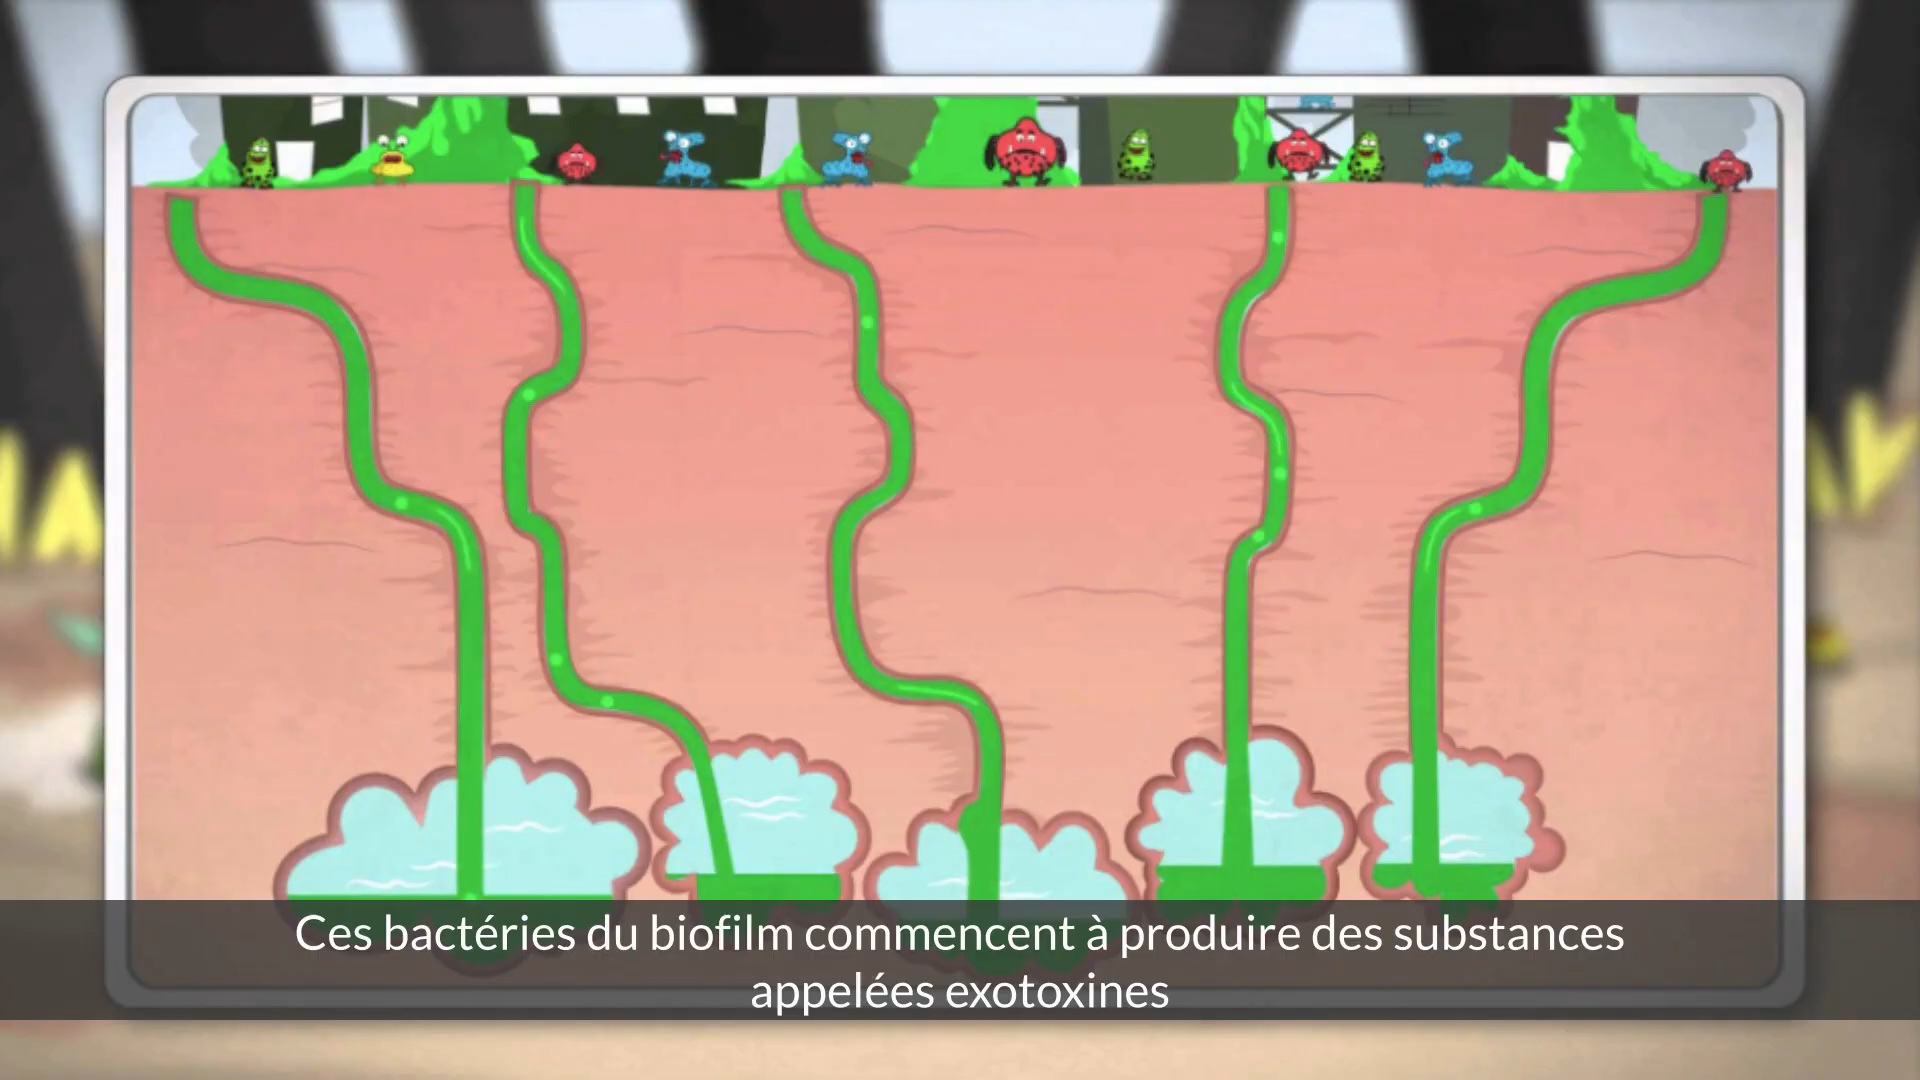 Ces bactéries du biofilm commencent à produire des substances
appelées exotoxines